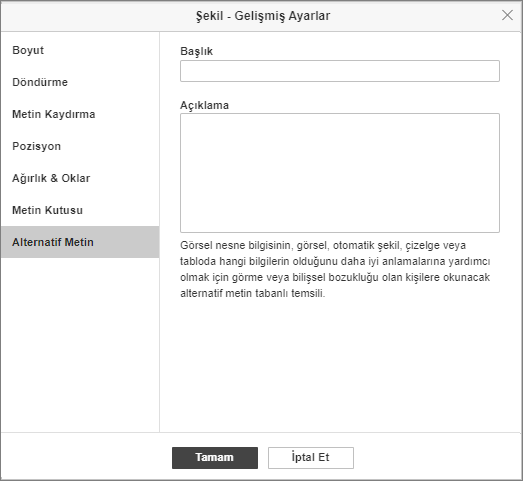 Şekil - Gelişmiş Ayarlar
Boyut
Döndürme
Metin Kaydırma
Pozisyon
Ağırlık & Oklar
Metin Kutusu
Alternatif Metin
Başlık
Açıklama
Görsel nesne bilgisinin, görsel, otomatik şekil, çizelge veya
tabloda hangi bilgilerin olduğunu daha iyi anlamalarına yardımcı
olmak için görme veya bilişsel bozukluğu olan kişilere okunacak
alternatif metin tabanlı temsili.
Tamam
İptal Et